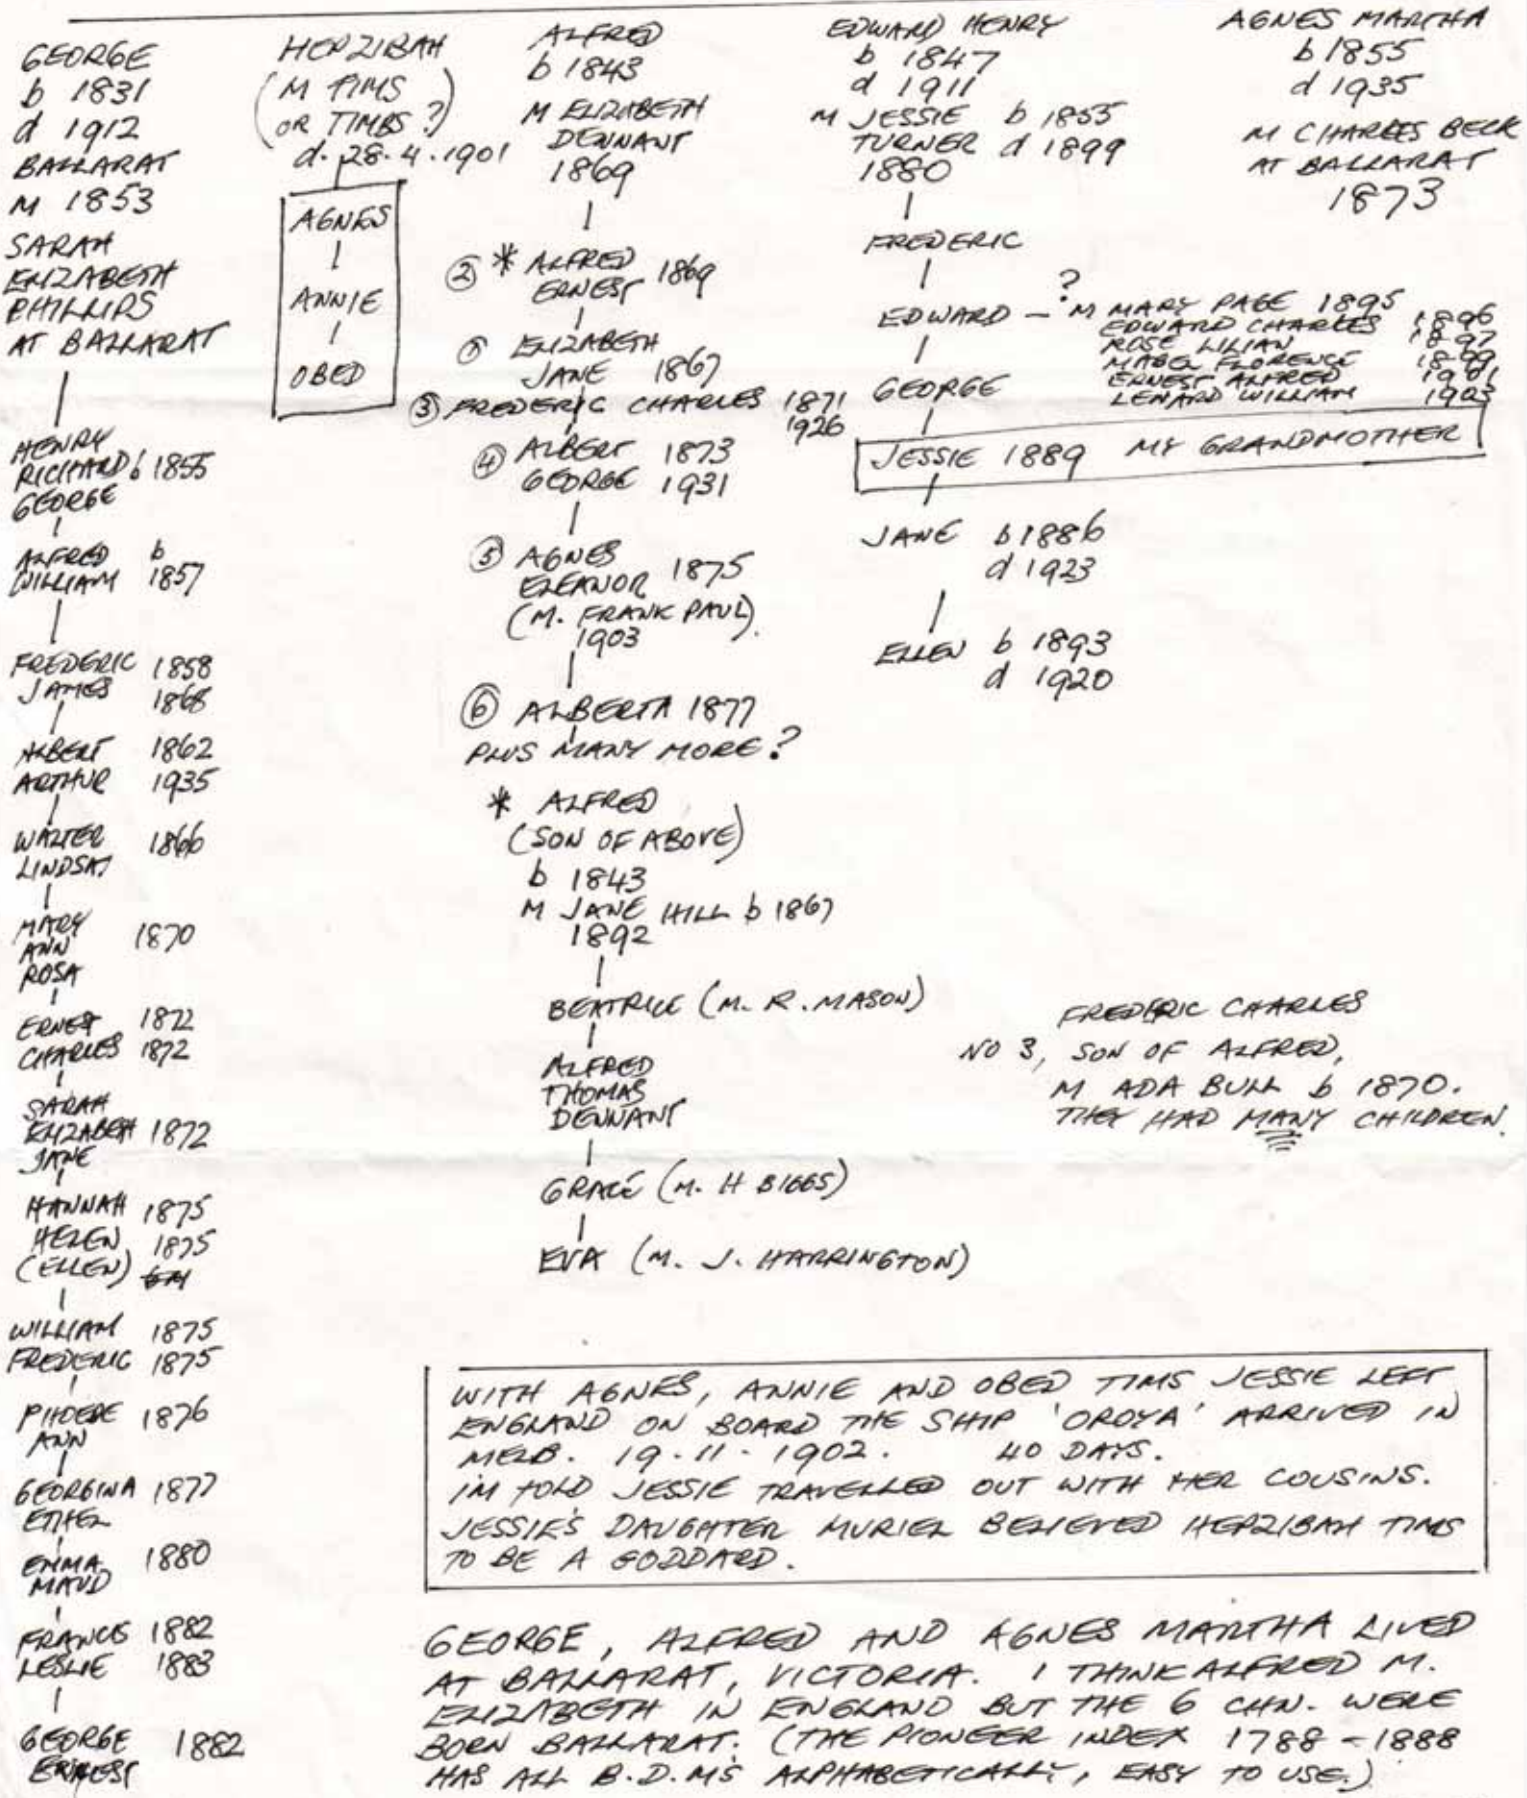 GEORGE
b 1831
d 1912
BALLARAT
M 1853
SARAH
ELIZABETH
PHILLIPS
AT BALLARAT
HENRY
RICHARD b 1855
GEORGE
ALFRED b
WILLIAM 1857
FREDERIC 1858
JAMES 1868
ALBERT 1862
ARTHUR 1935
WALTER 1866
LINDSAY
MARY
ANN 1870
ROSA
ERNEST 1872
CHARLES 1872
SARAH
ELIZABETH 1872
JANE
HANNAH 1875
HELEN 1875
(ELLEN)
WILLIAM 1875
FREDERIC 1875
PHOEBE 1876
ANN
GEORGINA 1877
ETHEL
EMMA 1880
MAUD
FRANCIS 1882
LESLIE 1883
GEORGE 1882
ERNEST
HEPZIBAH
(M TIMS
OR TIMBS ?)
d. 28.4.1901
AGNES
ANNIE
OBED
ALFRED
b 1843
M ELIZABETH
DENNANT
1869
② * ALFRED 1869
ERNEST
① ELIZABETH
JANE 1867
③ FREDERIC CHARLES 1871
1926
④ ALBERT 1873
GEORGE 1931
⑤ AGNES
ELEANOR 1875
(M. FRANK PAUL)
1903
⑥ ALBERTA 1877
PLUS MANY MORE?
* ALFRED
(SON OF ABOVE)
b 1843
M JANE HILL b 1867
1892
BEATRICE (M. R. MASON)
ALFRED
THOMAS
DENNANT
GRACE (M. H BIGGS)
EVA (M. J. HARRINGTON)
EDWARD HENRY
b 1847
d 1911
M JESSIE b 1855
TURNER d 1899
1880
FREDERIC
?
EDWARD - M MARY PAGE 1895
EDWARD CHARLES 1896
ROSE LILIAN 1897
MABEL FLORENCE 1899
ERNEST ALFRED 1901
LENARD WILLIAM 1903
GEORGE
JESSIE 1889 MY GRANDMOTHER
JANE b 1886
d 1923
ELLEN b 1893
d 1920
AGNES MARTHA
b 1855
d 1935
M CHARLES BECK
AT BALLARAT
1873
FREDERIC CHARLES
NO 3, SON OF ALFRED,
M ADA BULL b 1870.
THEY HAD MANY CHILDREN.
WITH AGNES, ANNIE AND OBED TIMS JESSIE LEFT
ENGLAND ON BOARD THE SHIP 'OROYA' ARRIVED IN
MELB. 19.11.1902. 40 DAYS.
IM TOLD JESSIE TRAVELLED OUT WITH HER COUSINS.
JESSIE'S DAUGHTER MURIEL BELIEVED HEPZIBAH TIMS
TO BE A GODDARD.
GEORGE, ALFRED AND AGNES MARTHA LIVED
AT BALLARAT, VICTORIA. I THINK ALFRED M.
ELIZABETH IN ENGLAND BUT THE 6 CHN. WERE
BORN BALLARAT. (THE PIONEER INDEX 1788-1888
HAS ALL B.D.M'S ALPHABETICALLY, EASY TO USE.)